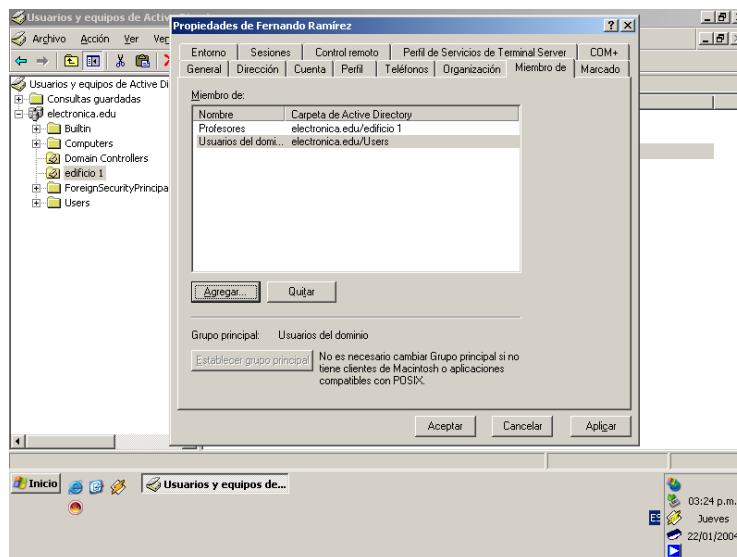 Usuarios y equipos de Activ
Propiedades de Fernando Ramírez
Archivo Acción Ver Ve
Entorno Sesiones Control remoto Perfil de Servicios de Terminal Server COM+
General Dirección Cuenta Perfil Teléfonos Organización Miembro de Marcado
Usuarios y equipos de Active Di
Consultas guardadas
electronica.edu
Builtin
Computers
Domain Controllers
edificio 1
ForeignSecurityPrincipa
Users
Miembro de:
Nombre Carpeta de Active Directory
Profesores electronica.edu/edificio 1
Usuarios del domi... electronica.edu/Users
Agregar... Quitar
Grupo principal: Usuarios del dominio
Establecer grupo principal
No es necesario cambiar Grupo principal si no
tiene clientes de Macintosh o aplicaciones
compatibles con POSIX.
Aceptar Cancelar Aplicar
Inicio Usuarios y equipos de...
ES
03:24 p.m.
Jueves
22/01/2004